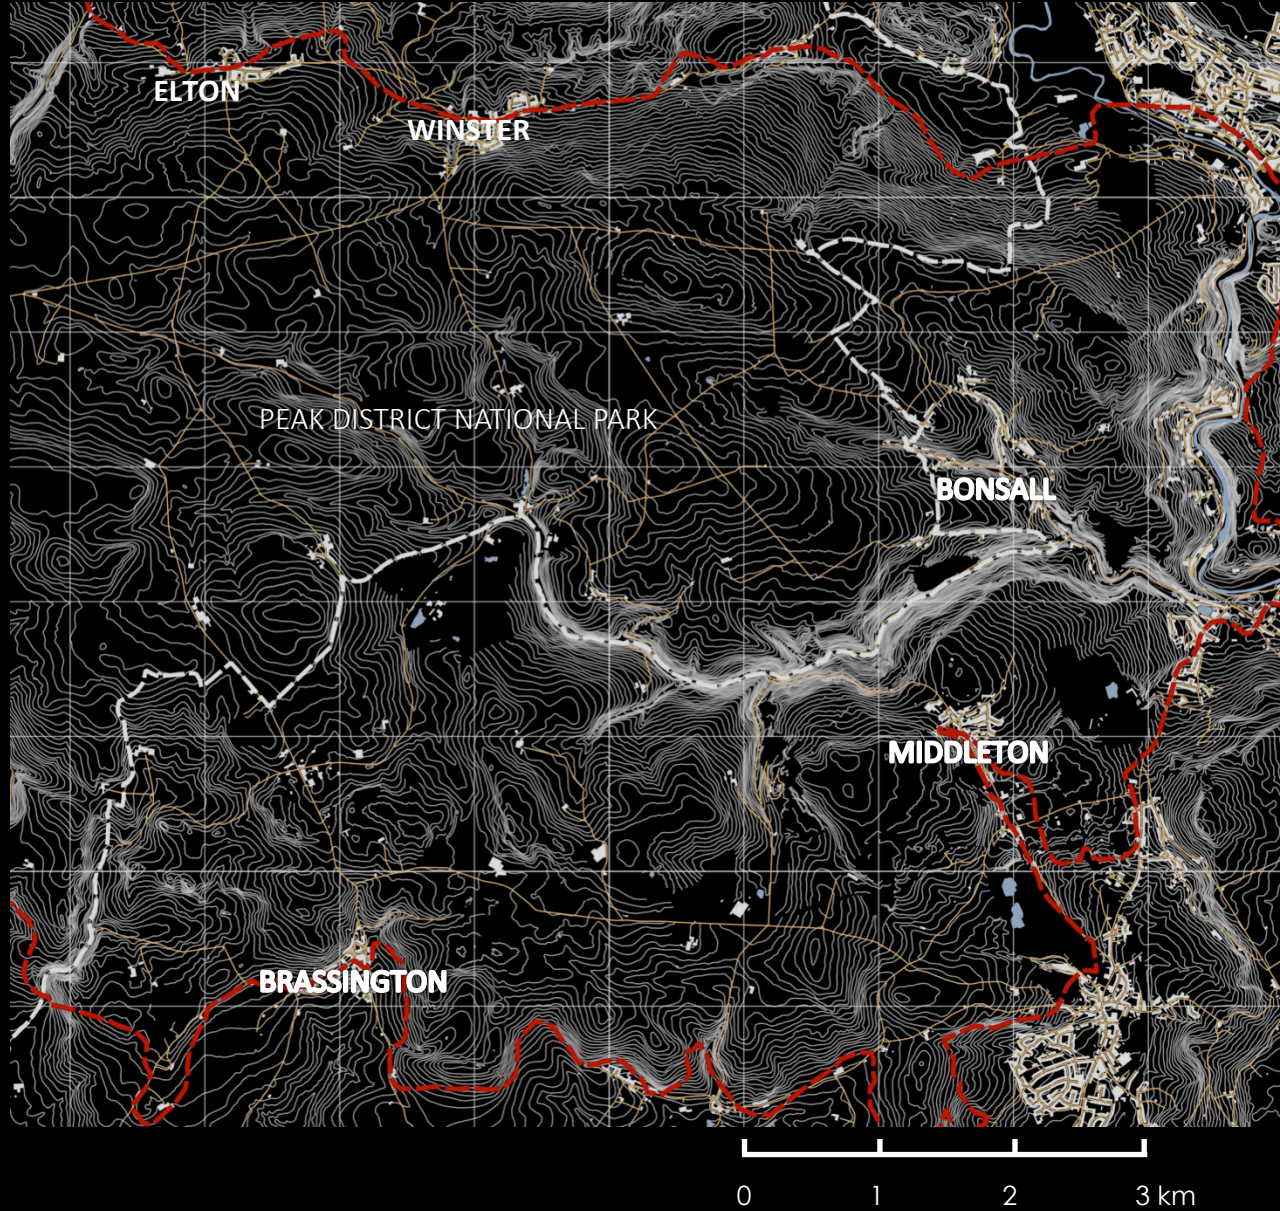 ELTON
WINSTER
PEAK DISTRICT NATIONAL PARK
BONSALL
MIDDLETON
BRASSINGTON
0 1 2 3 km